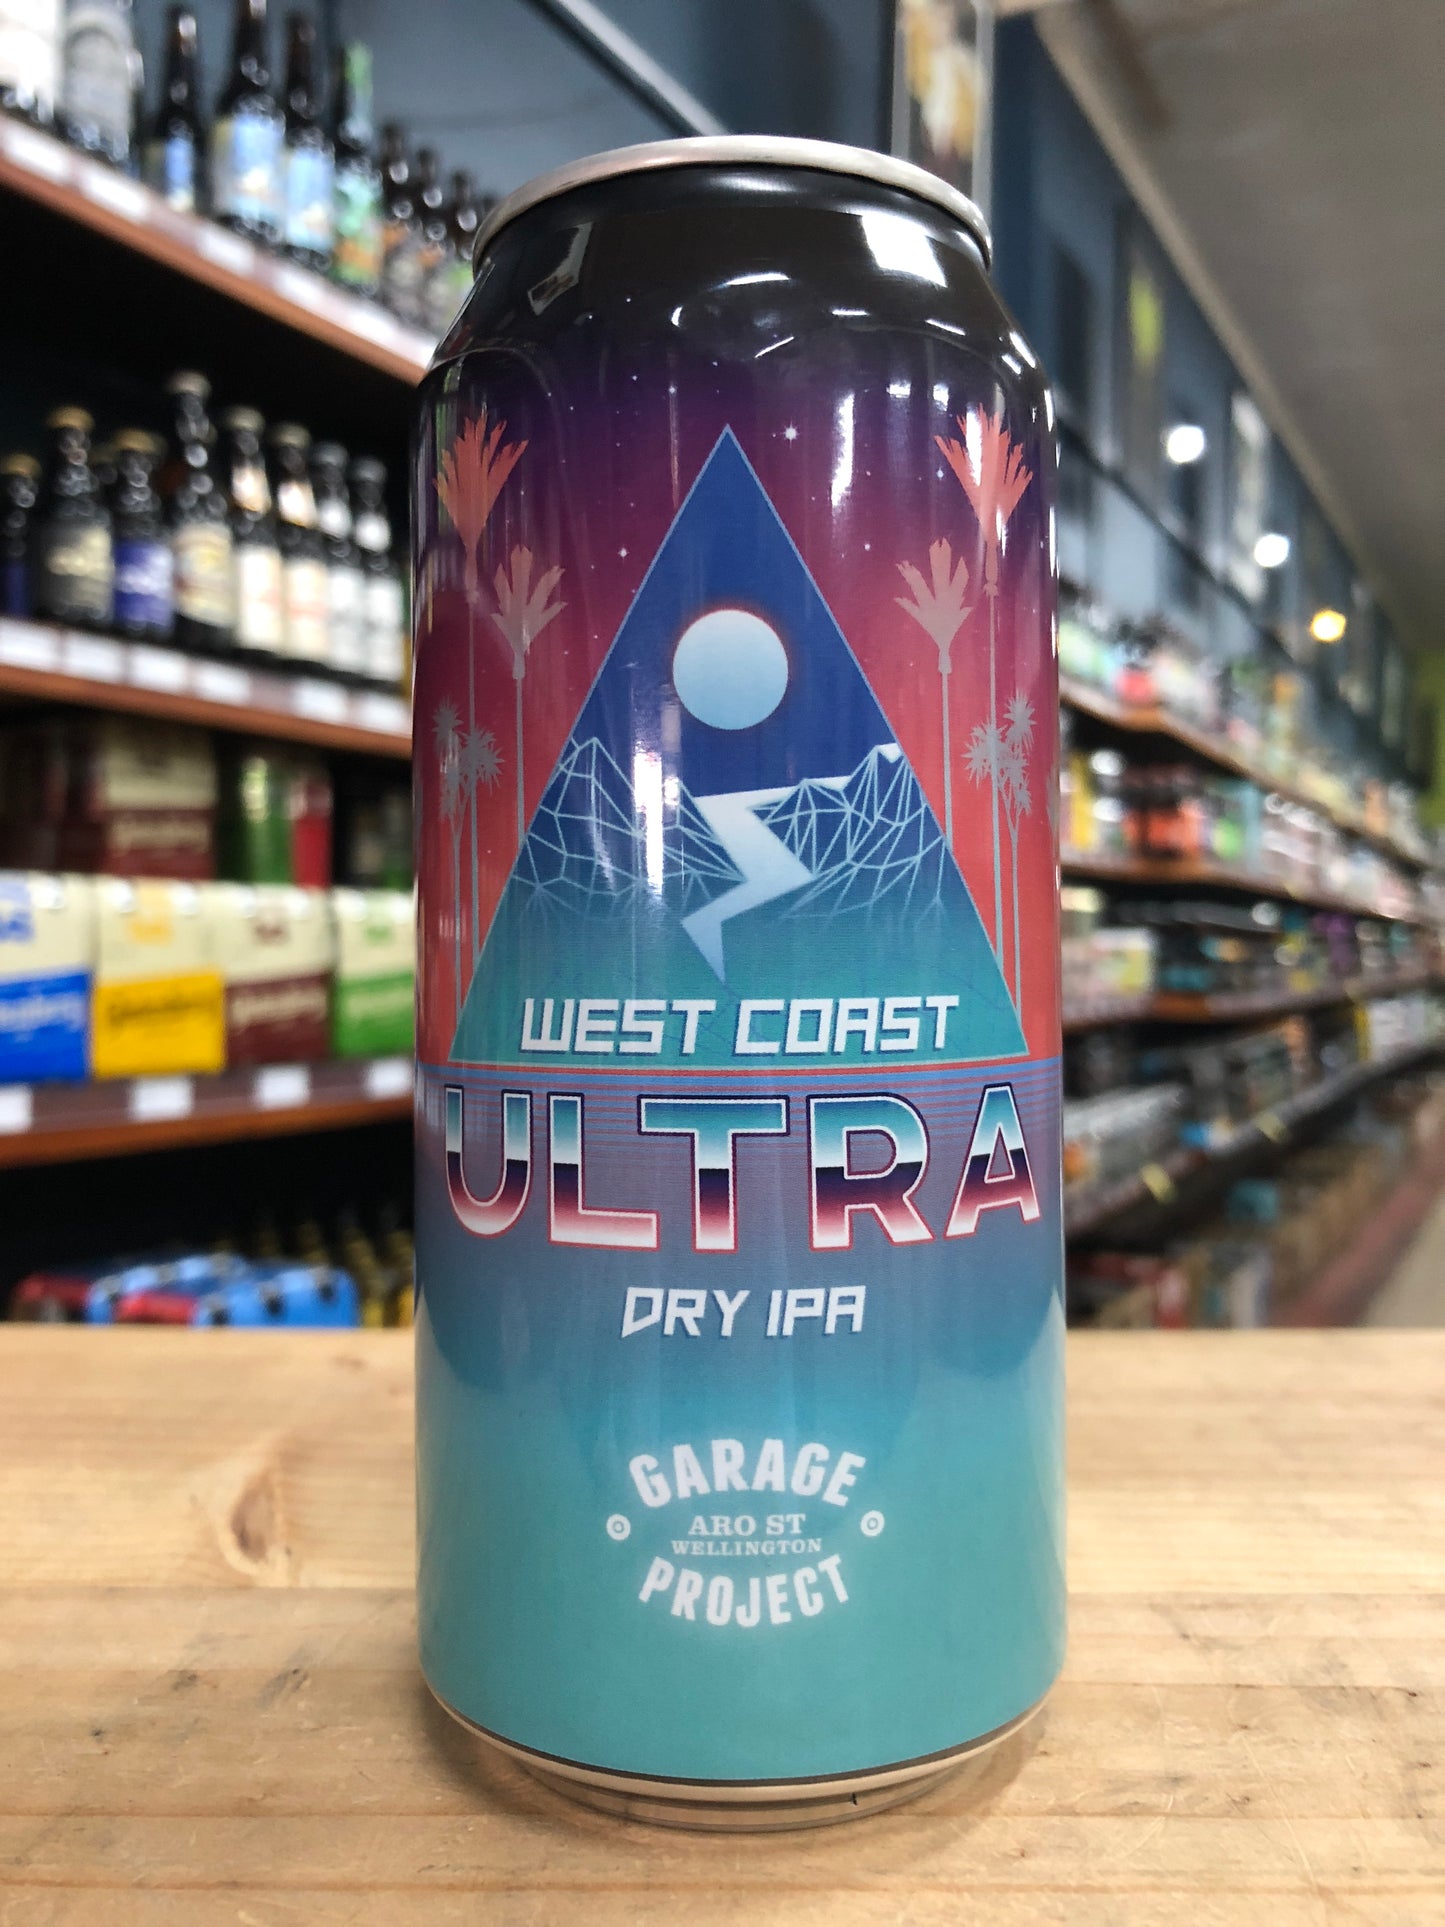 WEST COAST
ULTRA
DRY IPA
GARAGE
ARO ST
WELLINGTON
PROJECT